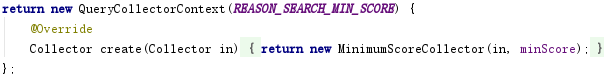 return new QueryCollectorContext(REASON_SEARCH_MIN_SCORE) {
@Override
Collector create(Collector in) { return new MinimumScoreCollector(in, minScore); }
};